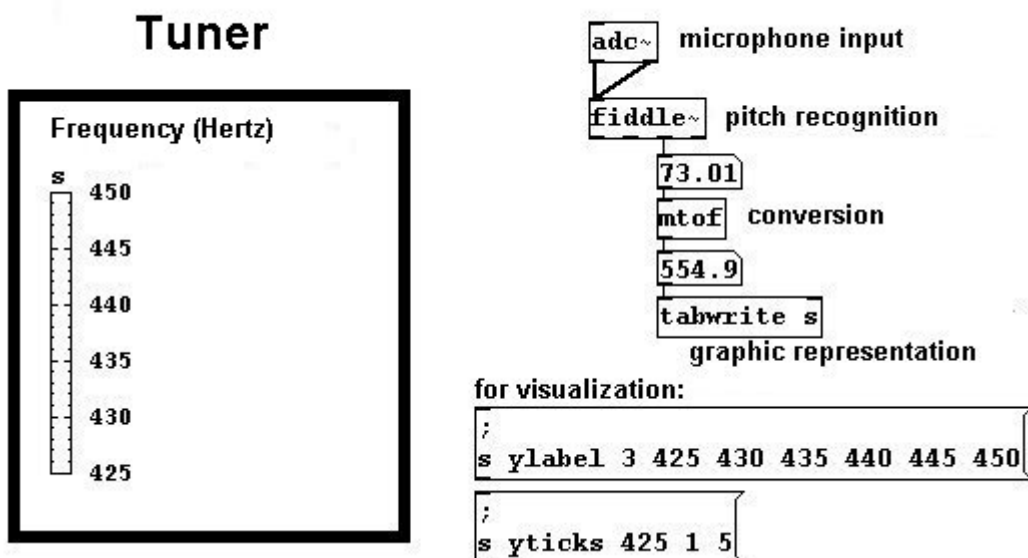 Tuner
Frequency (Hertz)
s
450
445
440
435
430
425
adc~ microphone input
fiddle~ pitch recognition
73.01
mtof conversion
554.9
tabwrite s
graphic representation
for visualization:
;
s ylabel 3 425 430 435 440 445 450
;
s yticks 425 1 5